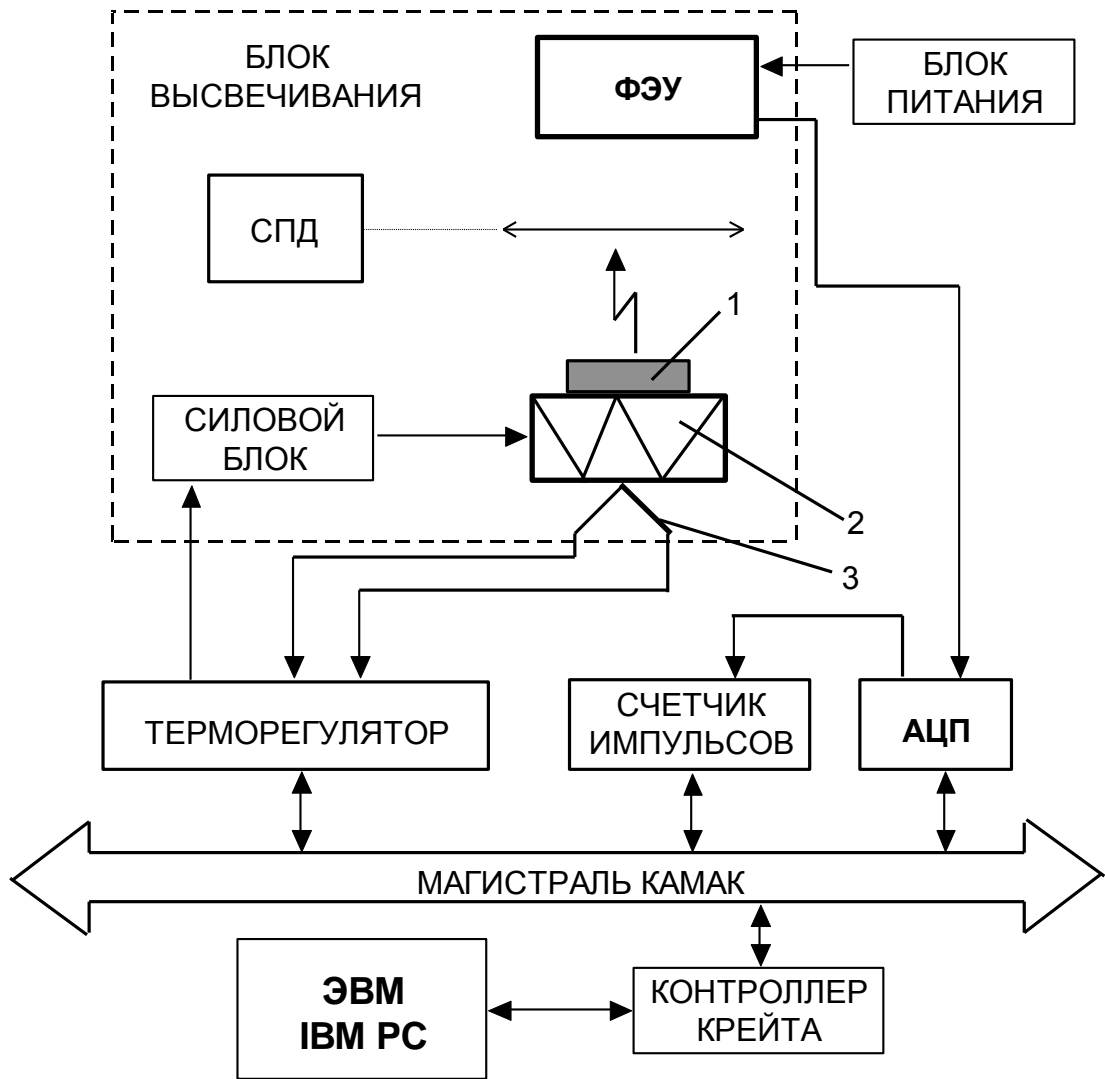 БЛОК
ВЫСВЕЧИВАНИЯ
ФЭУ
БЛОК
ПИТАНИЯ
СПД
1
СИЛОВОЙ
БЛОК
2
3
ТЕРМОРЕГУЛЯТОР
СЧЕТЧИК
ИМПУЛЬСОВ
АЦП
МАГИСТРАЛЬ КАМАК
ЭВМ
IBM PC
КОНТРОЛЛЕР
КРЕЙТА